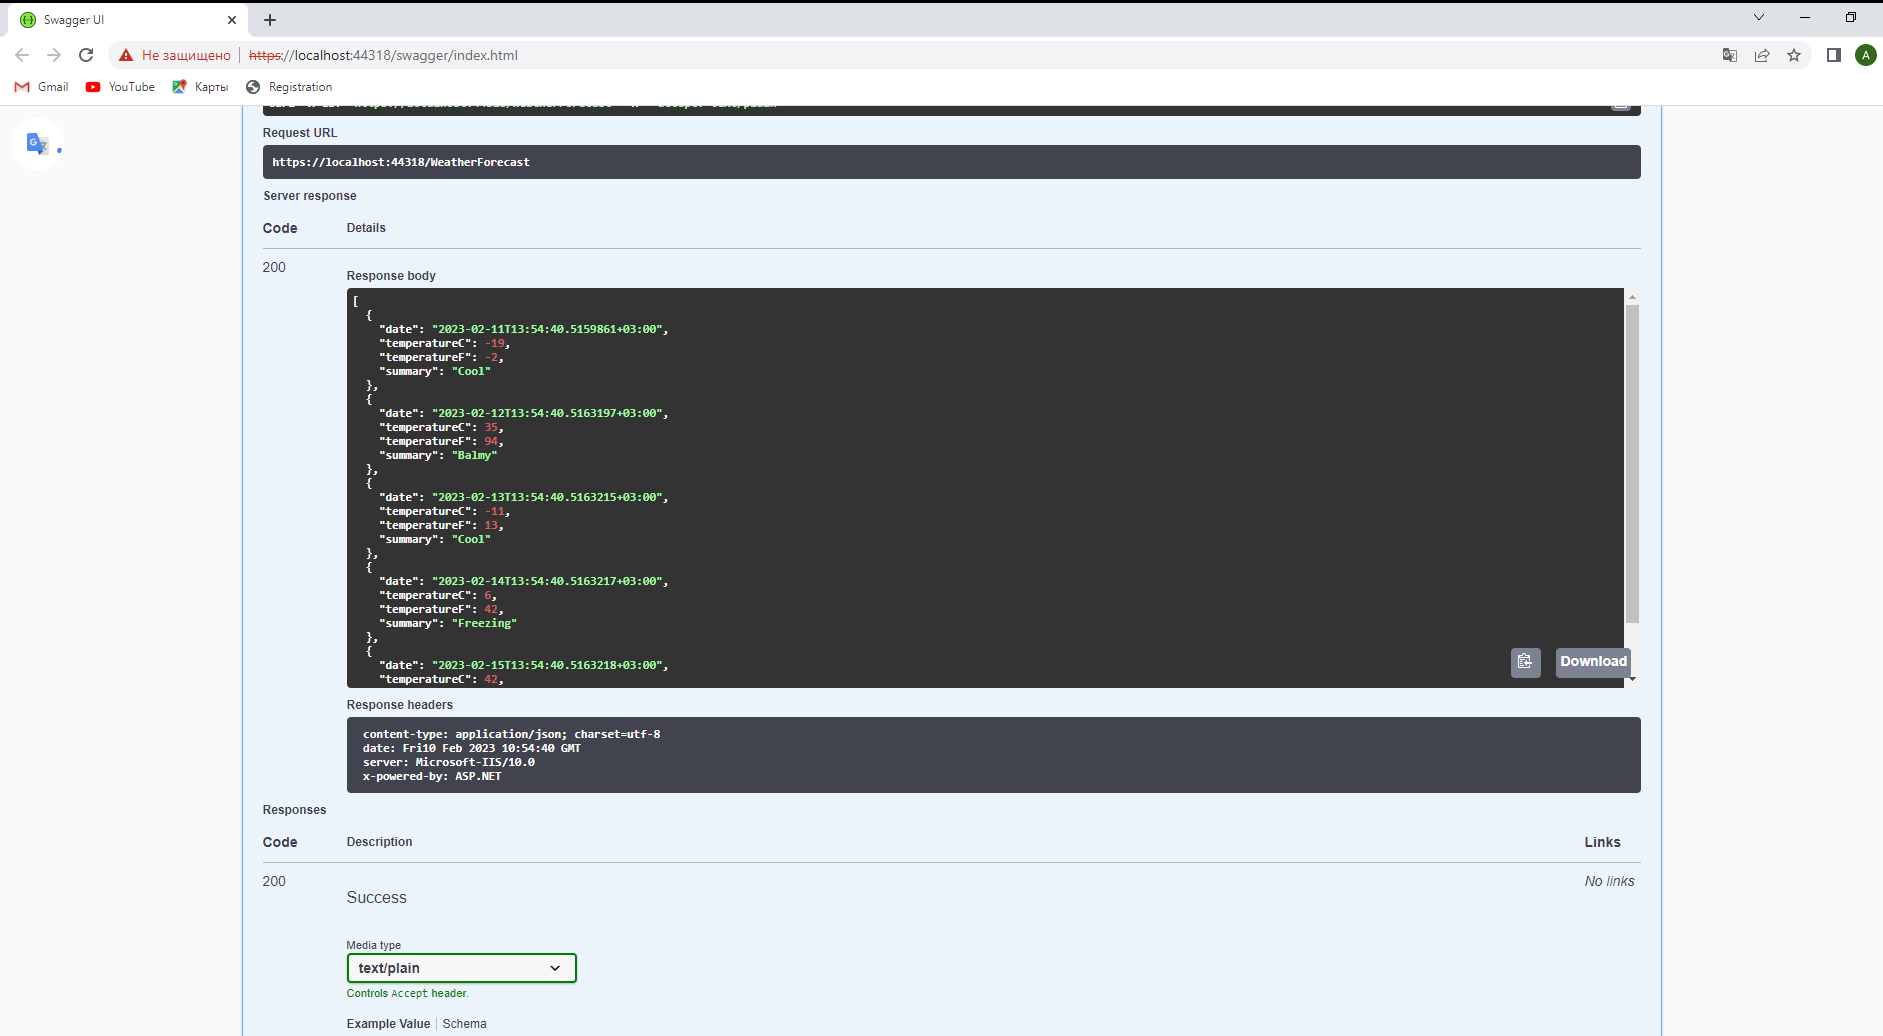 Swagger UI
Не защищено https://localhost:44318/swagger/index.html
A
Gmail YouTube Карты Registration
Request URL
https://localhost:44318/WeatherForecast
Server response
Code Details
200
Response body
[
{
"date": "2023-02-11T13:54:40.5159861+03:00",
"temperatureC": -19,
"temperatureF": -2,
"summary": "Cool"
},
{
"date": "2023-02-12T13:54:40.5163197+03:00",
"temperatureC": 35,
"temperatureF": 94,
"summary": "Balmy"
},
{
"date": "2023-02-13T13:54:40.5163215+03:00",
"temperatureC": -11,
"temperatureF": 13,
"summary": "Cool"
},
{
"date": "2023-02-14T13:54:40.5163217+03:00",
"temperatureC": 6,
"temperatureF": 42,
"summary": "Freezing"
},
{
"date": "2023-02-15T13:54:40.5163218+03:00",
"temperatureC": 42,
Download
Response headers
content-type: application/json; charset=utf-8
date: Fri10 Feb 2023 10:54:40 GMT
server: Microsoft-IIS/10.0
x-powered-by: ASP.NET
Responses
Code Description Links
200 Success No links
Media type
text/plain
Controls Accept header.
Example Value Schema